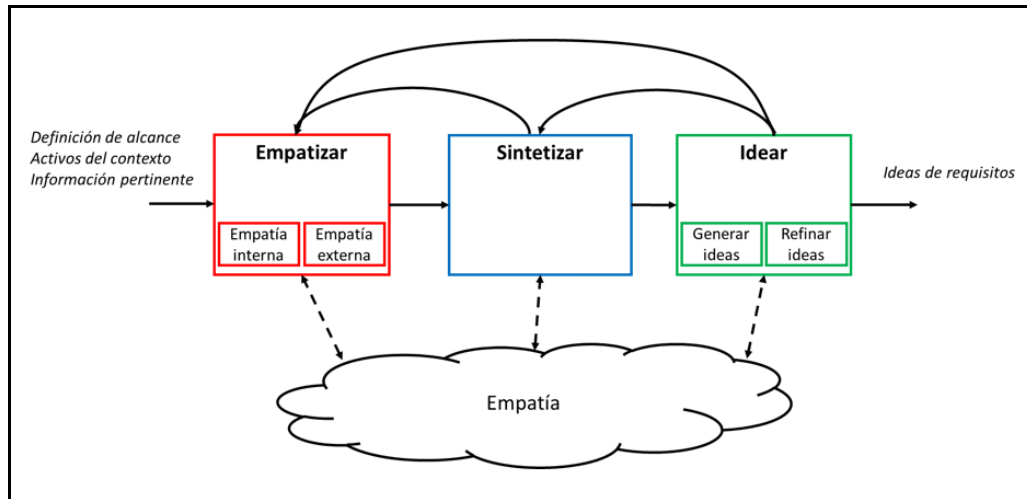 Definición de alcance
Activos del contexto
Información pertinente
Empatizar
Empatía
interna
Empatía
externa
Sintetizar
Idear
Generar
ideas
Refinar
ideas
Ideas de requisitos
Empatía